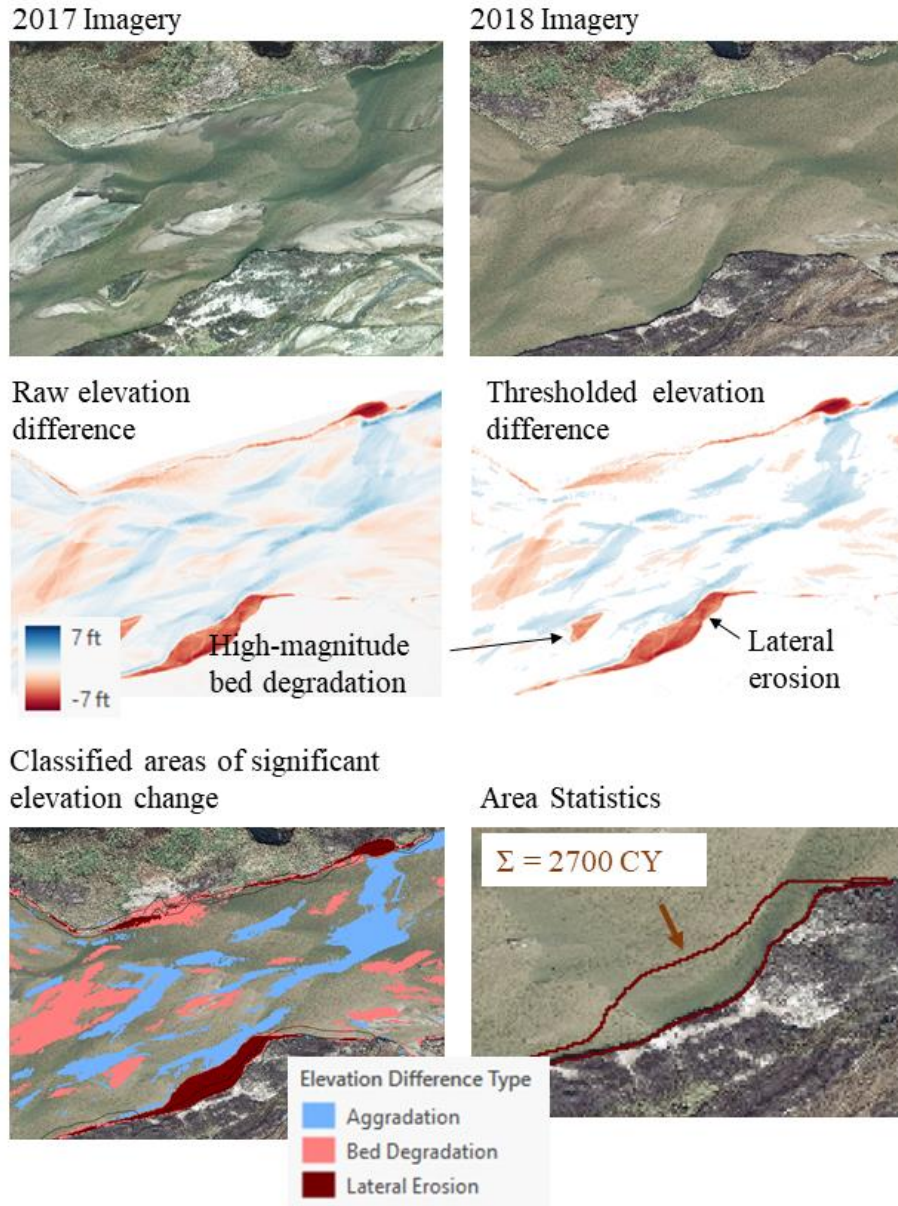 2017 Imagery
2018 Imagery
Raw elevation
difference
Thresholded elevation
difference
7 ft
-7 ft
High-magnitude
bed degradation
Lateral
erosion
Classified areas of significant
elevation change
Area Statistics
Σ = 2700 CY
Elevation Difference Type
Aggradation
Bed Degradation
Lateral Erosion